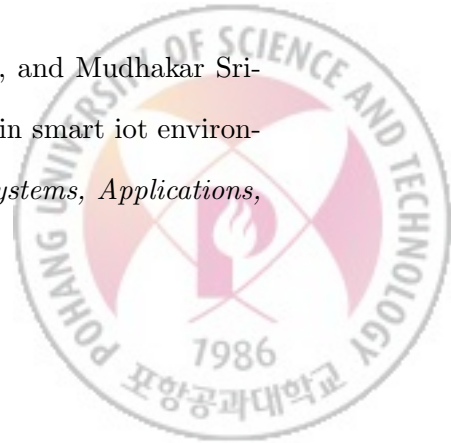 , and Mudhakar Sri-
in smart iot environ-
ystems, Applications,
POHANG UNIVERSITY OF SCIENCE AND TECHNOLOGY
1986
포항공과대학교